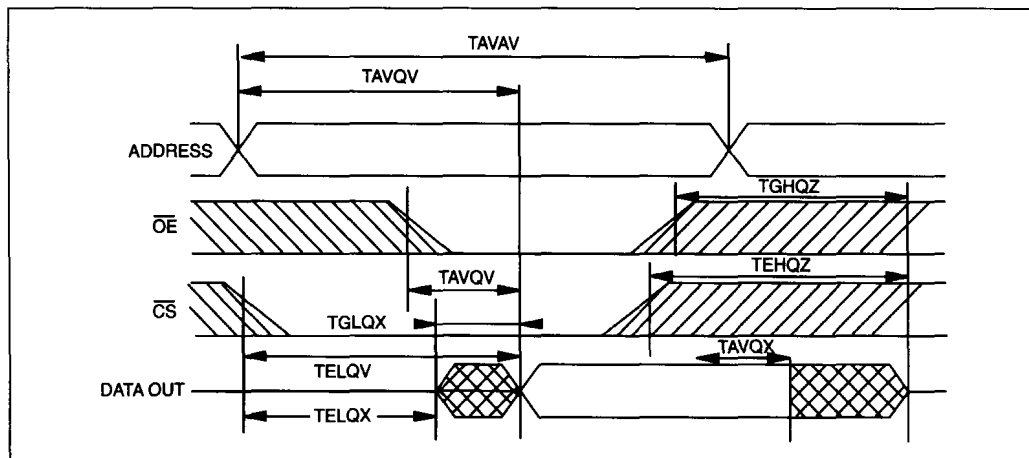 TAVAV
TAVQV
ADDRESS
TGHQZ
OE
TEHQZ
TAVQV
CS
TGLQX
TAVQX
TELQV
DATA OUT
TELQX